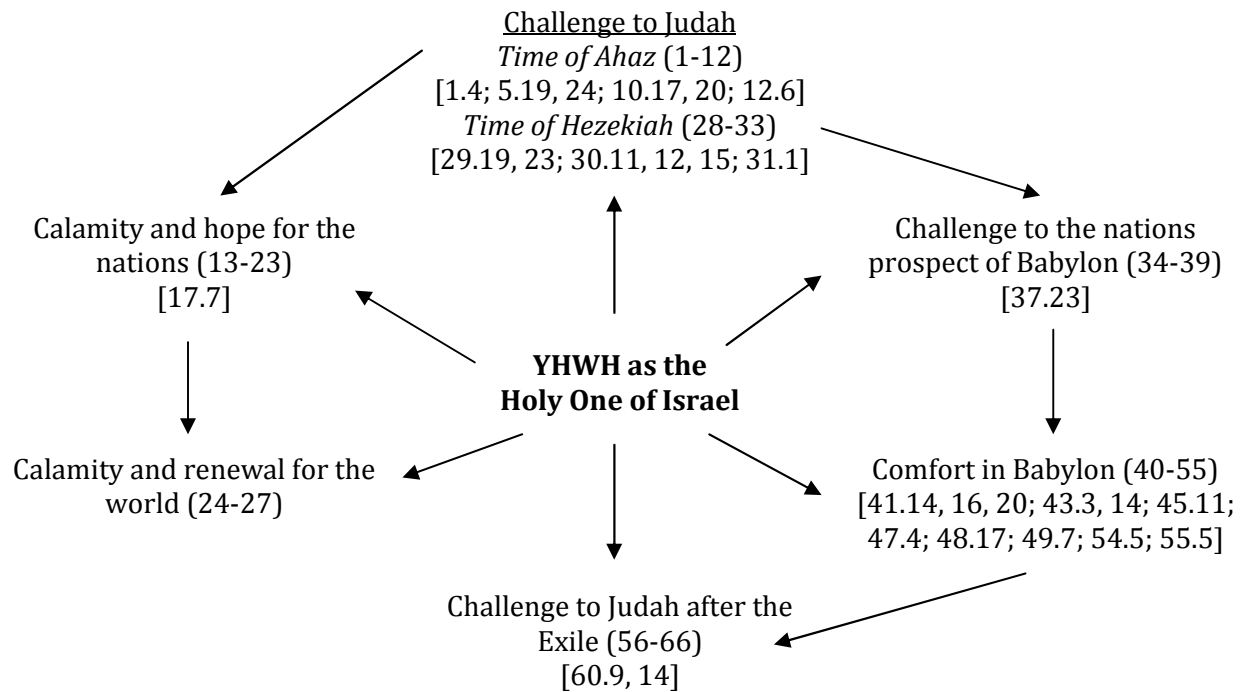 Challenge to Judah
Time of Ahaz (1-12)
[1.4; 5.19, 24; 10.17, 20; 12.6]
Time of Hezekiah (28-33)
[29.19, 23; 30.11, 12, 15; 31.1]
Calamity and hope for the
nations (13-23)
[17.7]
Challenge to the nations
prospect of Babylon (34-39)
[37.23]
YHWH as the
Holy One of Israel
Calamity and renewal for the
world (24-27)
Comfort in Babylon (40-55)
[41.14, 16, 20; 43.3, 14; 45.11;
47.4; 48.17; 49.7; 54.5; 55.5]
Challenge to Judah after the
Exile (56-66)
[60.9, 14]